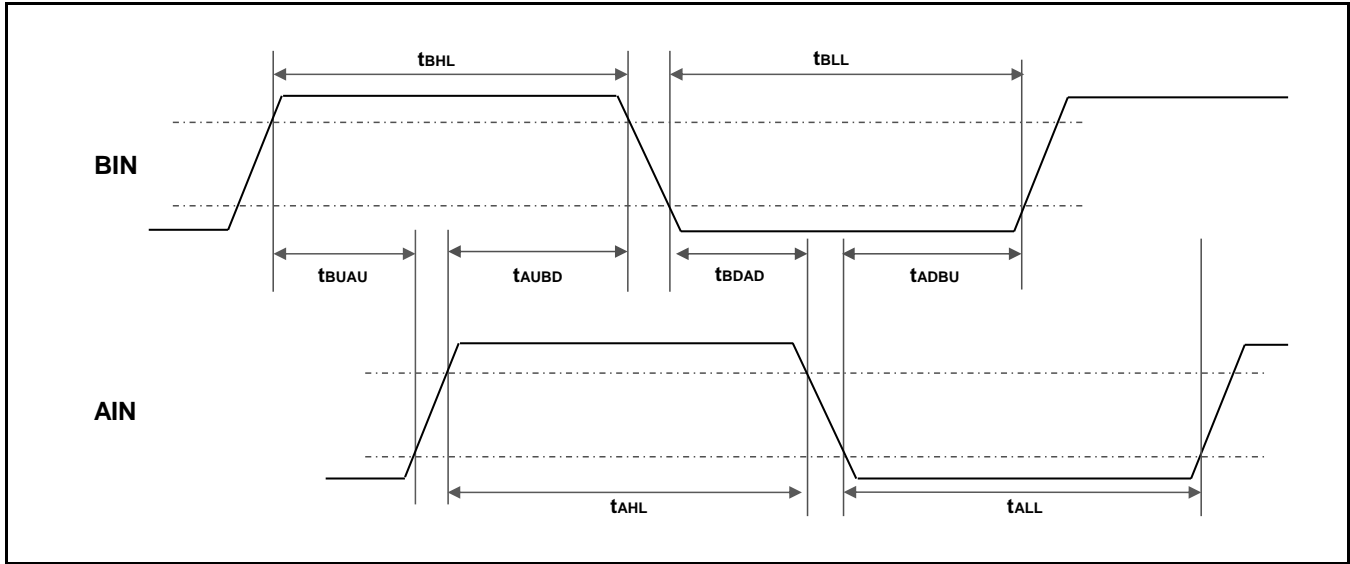 tBHL
tBLL
BIN
tBUAU
tAUBD
tBDAD
tADBU
AIN
tAHL
tALL